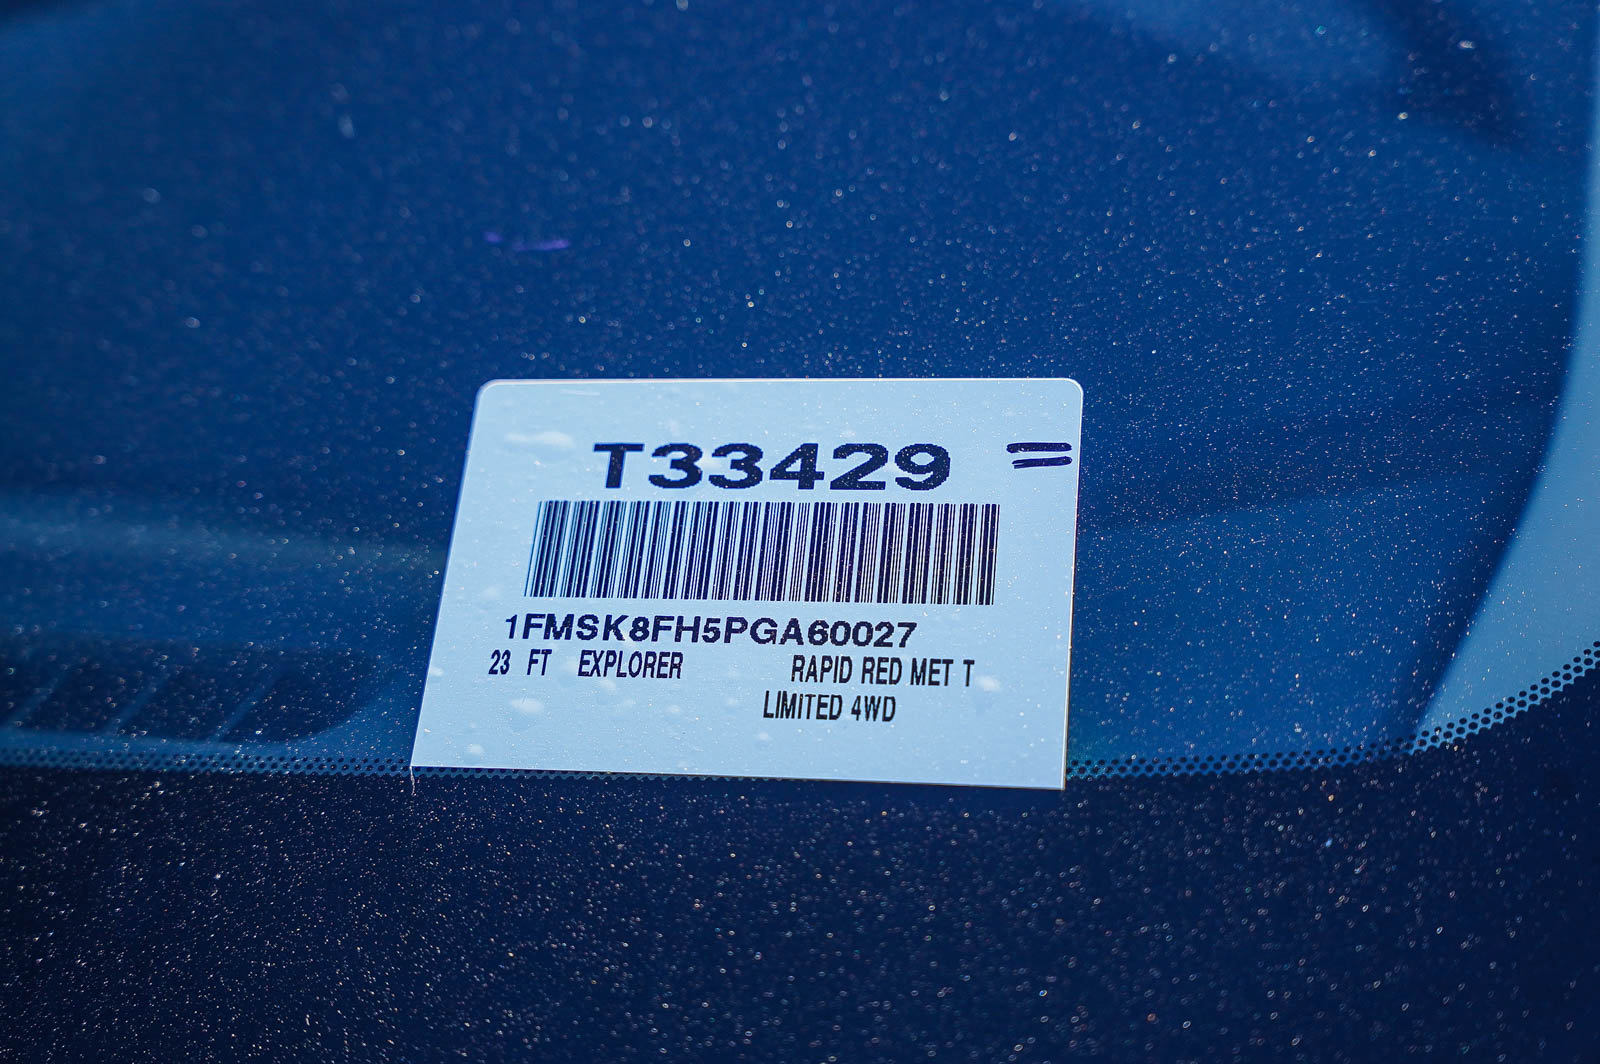 T33429
1FMSK8FH5PGA60027
23 FT EXPLORER RAPID RED MET T
LIMITED 4WD